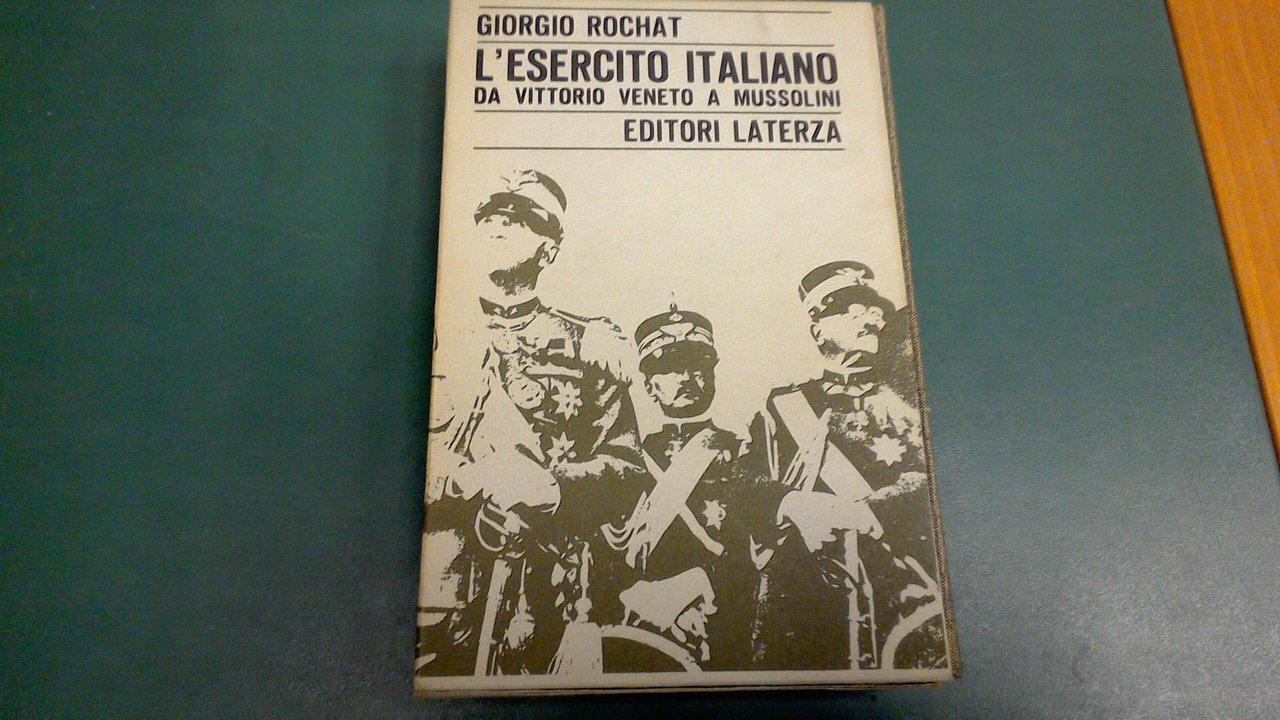 GIORGIO ROCHAT
L'ESERCITO ITALIANO
DA VITTORIO VENETO A MUSSOLINI
EDITORI LATERZA